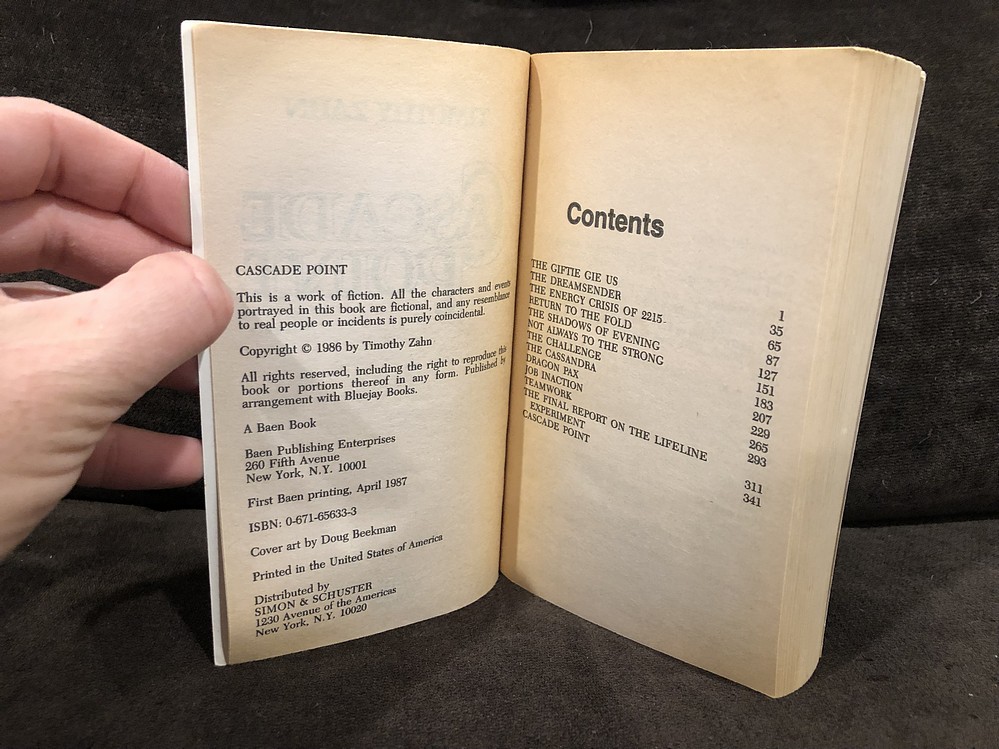 CASCADE POINT
This is a work of fiction. All the characters and events
portrayed in this book are fictional, and any resemblance
to real people or incidents is purely coincidental.
Copyright © 1986 by Timothy Zahn
All rights reserved, including the right to reproduce this
book or portions thereof in any form. Published by
arrangement with Bluejay Books.
A Baen Book
Baen Publishing Enterprises
260 Fifth Avenue
New York, N.Y. 10001
First Baen printing, April 1987
ISBN: 0-671-65633-3
Cover art by Doug Beekman
Printed in the United States of America
Distributed by
SIMON & SCHUSTER
1230 Avenue of the Americas
New York, N.Y. 10020
Contents
THE GIFTIE GIE US 1
THE DREAMSENDER 35
THE ENERGY CRISIS OF 2215 65
RETURN TO THE FOLD 87
THE SHADOWS OF EVENING 127
NOT ALWAYS TO THE STRONG 151
THE CHALLENGE 183
THE CASSANDRA 207
DRAGON PAX 229
JOB INACTION 265
TEAMWORK 293
THE FINAL REPORT ON THE LIFELINE
EXPERIMENT 311
CASCADE POINT 341